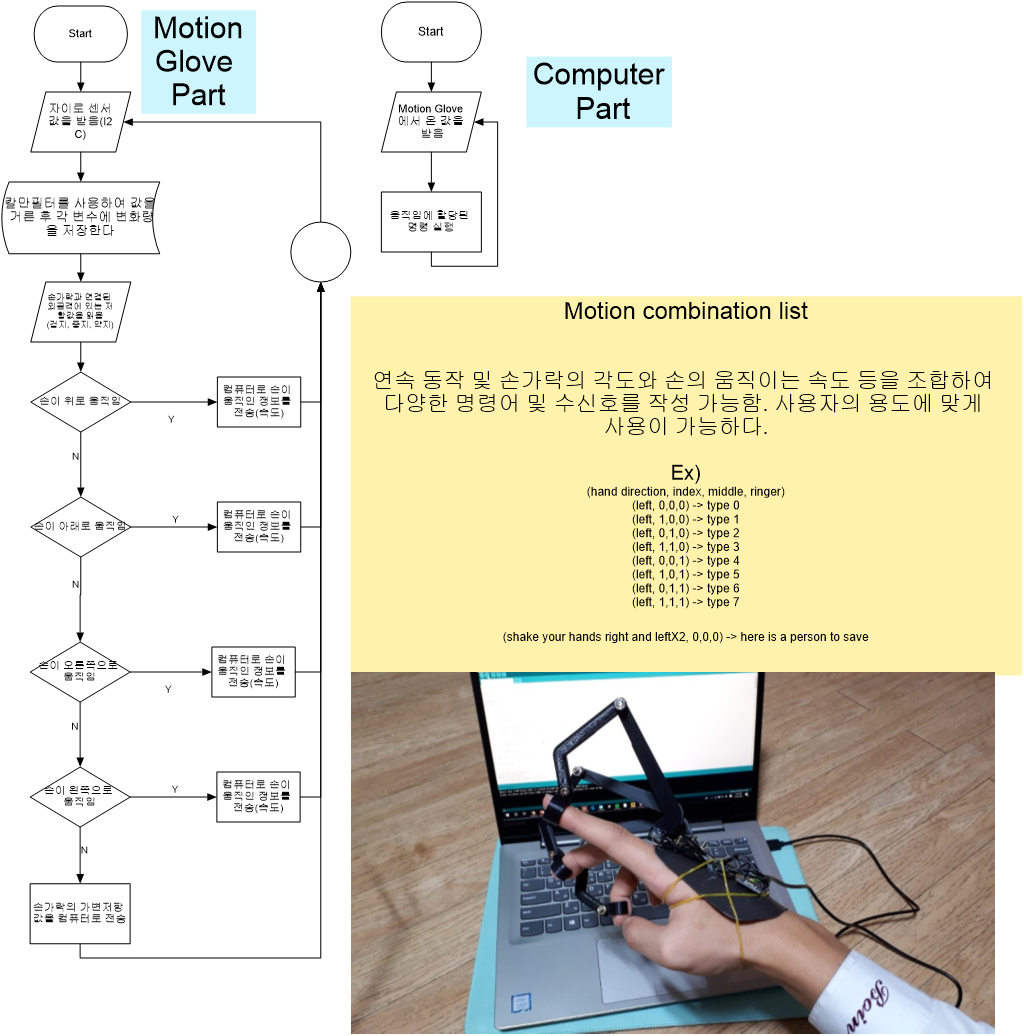 Start
Motion
Glove
Part
자이로 센서
값을 받음(I2
C)
칼만필터를 사용하여 값을
거른 후 각 변수에 변화량
을 저장한다
손가락과 연결된
외골격에 있는 저
항값을 읽음
(검지, 중지, 약지)
손이 위로 움직임
Y
컴퓨터로 손이
움직인 정보를
전송(속도)
N
손이 아래로 움직임
Y
컴퓨터로 손이
움직인 정보를
전송(속도)
N
손이 오른쪽으로
움직임
Y
컴퓨터로 손이
움직인 정보를
전송(속도)
N
손이 왼쪽으로
움직임
Y
컴퓨터로 손이
움직인 정보를
전송(속도)
N
손가락의 가변저항
값을 컴퓨터로 전송
Start
Computer
Part
Motion Glove
에서 온 값을
받음
움직임에 할당된
명령 실행
Motion combination list
연속 동작 및 손가락의 각도와 손의 움직이는 속도 등을 조합하여
다양한 명령어 및 수신호를 작성 가능함. 사용자의 용도에 맞게
사용이 가능하다.
Ex)
(hand direction, index, middle, ringer)
(left, 0,0,0) -> type 0
(left, 1,0,0) -> type 1
(left, 0,1,0) -> type 2
(left, 1,1,0) -> type 3
(left, 0,0,1) -> type 4
(left, 1,0,1) -> type 5
(left, 0,1,1) -> type 6
(left, 1,1,1) -> type 7
(shake your hands right and leftX2, 0,0,0) -> here is a person to save